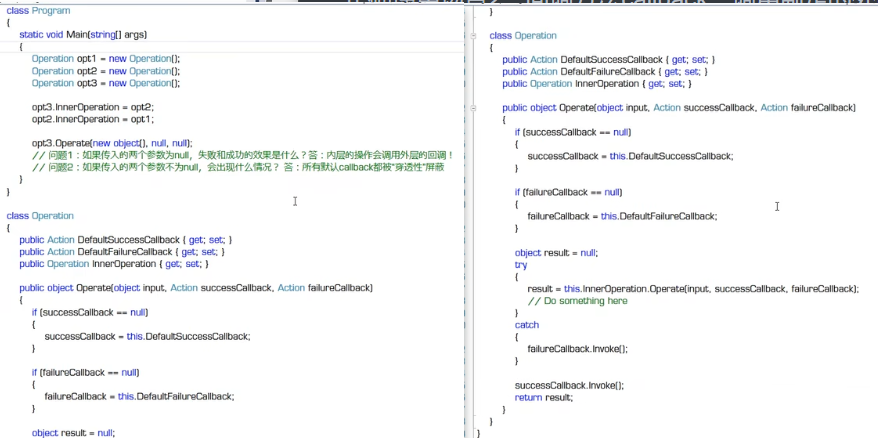 class Program
{
static void Main(string[] args)
{
Operation opt1 = new Operation();
Operation opt2 = new Operation();
Operation opt3 = new Operation();
opt3.InnerOperation = opt2;
opt2.InnerOperation = opt1;
opt3.Operate(new object(), null, null);
// 问题1：如果传入的两个参数为null，失败和成功的效果是什么？答：内层的操作会调用外层的回调！
// 问题2：如果传入的两个参数不为null，会出现什么情况？ 答：所有默认callback都被“穿透性”屏蔽
}
}
class Operation
{
public Action DefaultSuccessCallback { get; set; }
public Action DefaultFailureCallback { get; set; }
public Operation InnerOperation { get; set; }
public object Operate(object input, Action successCallback, Action failureCallback)
{
if (successCallback == null)
{
successCallback = this.DefaultSuccessCallback;
}
if (failureCallback == null)
{
failureCallback = this.DefaultFailureCallback;
}
object result = null;
}
class Operation
{
public Action DefaultSuccessCallback { get; set; }
public Action DefaultFailureCallback { get; set; }
public Operation InnerOperation { get; set; }
public object Operate(object input, Action successCallback, Action failureCallback)
{
if (successCallback == null)
{
successCallback = this.DefaultSuccessCallback;
}
if (failureCallback == null)
{
failureCallback = this.DefaultFailureCallback;
}
object result = null;
try
{
result = this.InnerOperation.Operate(input, successCallback, failureCallback);
// Do something here
}
catch
{
failureCallback.Invoke();
}
successCallback.Invoke();
return result;
}
}
}